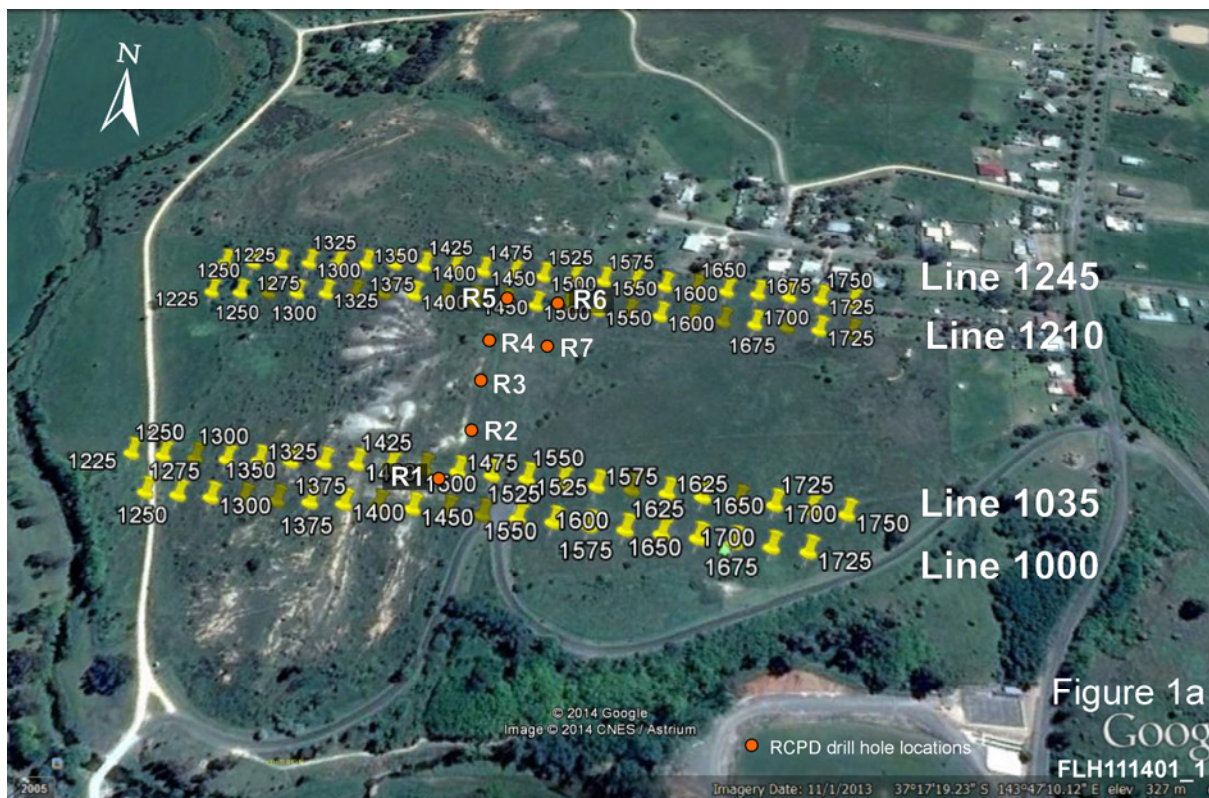 N
1225 1325 1350 1425 1475 1525 1575 1650 1675 1750
1250 1275 1300 1375 1400 1450 1500 1550 1600 1725
Line 1245
1225 1250 1300 1325 1400 1450 1500 1550 1600 1675 1700 1725
Line 1210
R5
R6
R4
R7
R3
R2
R1
1225 1250 1300 1325 1425 1475 1550 1575 1625 1725
1275 1350 1500 1525 1650 1700 1750
Line 1035
1250 1300 1375 1375 1400 1450 1525 1550 1600 1575 1625 1650 1700 1675 1725
Line 1000
Figure 1a
© 2014 Google
Image © 2014 CNES / Astrium
Goog
RCPD drill hole locations
FLH111401_1
2005
Imagery Date: 11/1/2013 37°17'19.23" S 143°47'10.12" E elev 327 m